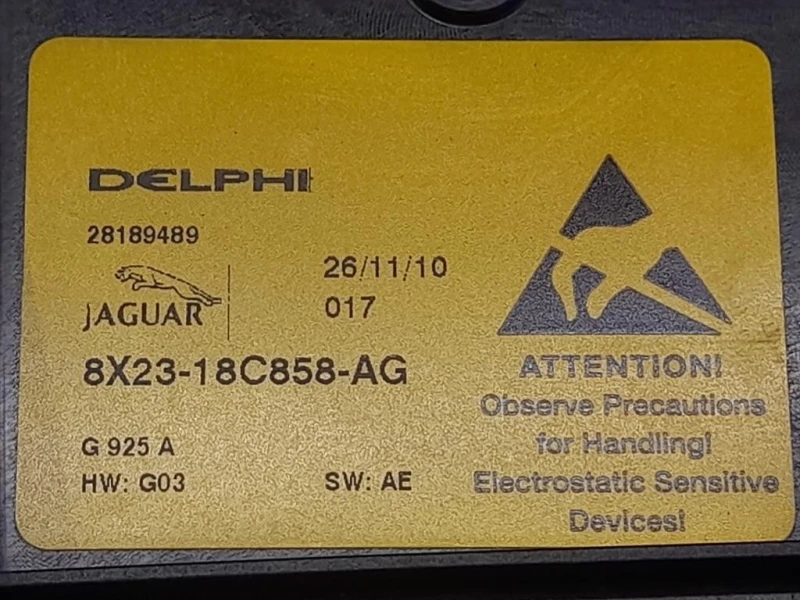 DELPHI
28189489
JAGUAR
26/11/10
017
8X23-18C858-AG
G 925 A
HW: G03 SW: AE
ATTENTION!
Observe Precautions
for Handling!
Electrostatic Sensitive
Devices!